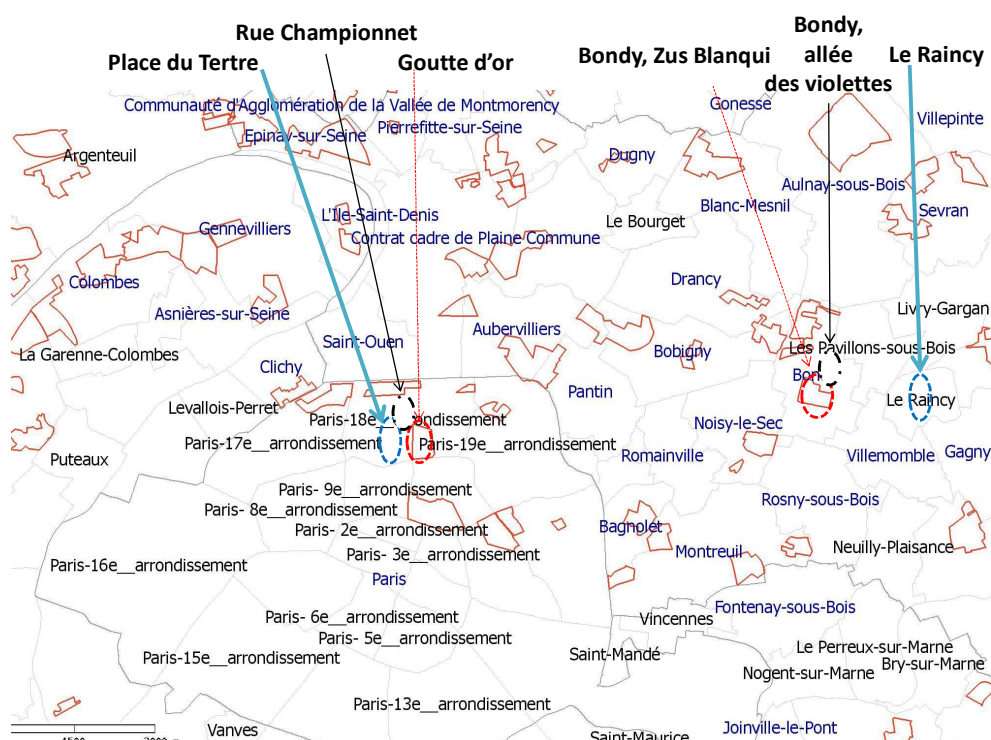 Rue Championnet
Place du Tertre
Goutte d'or
Bondy, Zus Blanqui
Bondy,
allée
des violettes
Le Raincy
Communauté d'Agglomération de la Vallée de Montmorency
Gonesse
Villepinte
Epinay-sur-Seine
Pierrefitte-sur-Seine
Argenteuil
Dugny
Aulnay-sous-Bois
Blanc-Mesnil
Sevran
L'Ile-Saint-Denis
Le Bourget
Gennevilliers
Contrat cadre de Plaine Commune
Colombes
Drancy
Asnières-sur-Seine
Livry-Gargan
Aubervilliers
Saint-Ouen
La Garenne-Colombes
Bobigny
Les Pavillons-sous-Bois
Clichy
Pantin
Le Raincy
Levallois-Perret
Paris-18e__arrondissement
Noisy-le-Sec
Paris-17e__arrondissement
Paris-19e__arrondissement
Puteaux
Romainville
Villemomble
Gagny
Paris- 9e__arrondissement
Rosny-sous-Bois
Paris- 8e__arrondissement
Bagnolet
Paris- 2e__arrondissement
Neuilly-Plaisance
Paris- 3e__arrondissement
Montreuil
Paris-16e__arrondissement
Paris
Fontenay-sous-Bois
Paris- 6e__arrondissement
Vincennes
Paris- 5e__arrondissement
Le Perreux-sur-Marne
Saint-Mandé
Paris-15e__arrondissement
Bry-sur-Marne
Nogent-sur-Marne
Paris-13e__arrondissement
Vanves
Joinville-le-Pont
Saint-Maurice